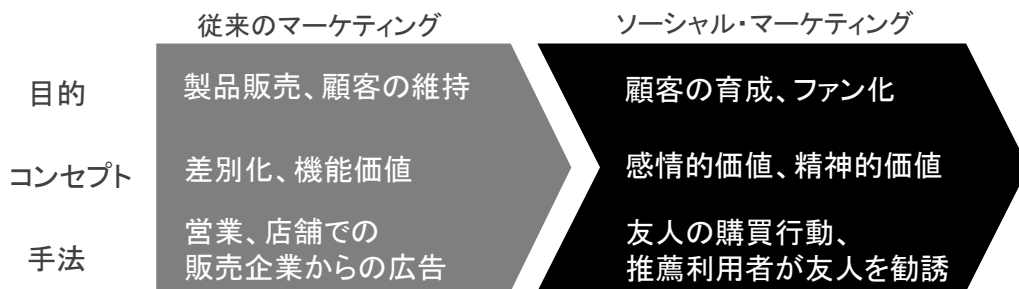 従来のマーケティング
ソーシャル・マーケティング
目的
製品販売、顧客の維持
顧客の育成、ファン化
コンセプト
差別化、機能価値
感情的価値、精神的価値
手法
営業、店舗での
販売企業からの広告
友人の購買行動、
推薦利用者が友人を勧誘